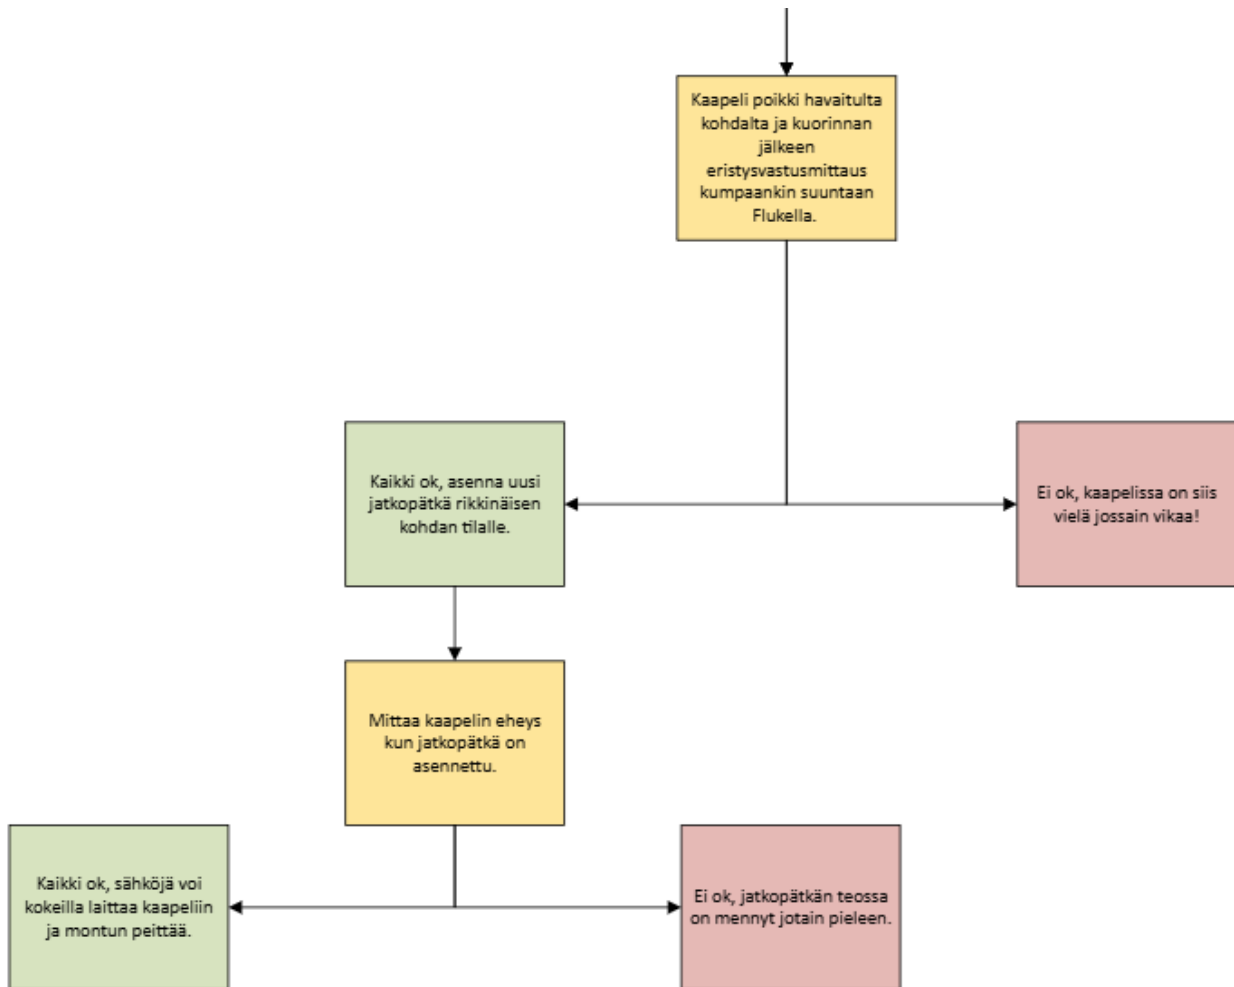 Kaapeli poikki havaitulta
kohdalta ja kuorinnan
jälkeen
eristysvastusmittaus
kumpaankin suuntaan
Flukella.
Kaikki ok, asenna uusi
jatkopätkä rikkinäisen
kohdan tilalle.
Ei ok, kaapelissa on siis
vielä jossain vikaa!
Mittaa kaapelin eheys
kun jatkopätkä on
asennettu.
Kaikki ok, sähköjä voi
kokeilla laittaa kaapeliin
ja montun peittää.
Ei ok, jatkopätkän teossa
on mennyt jotain pieleen.